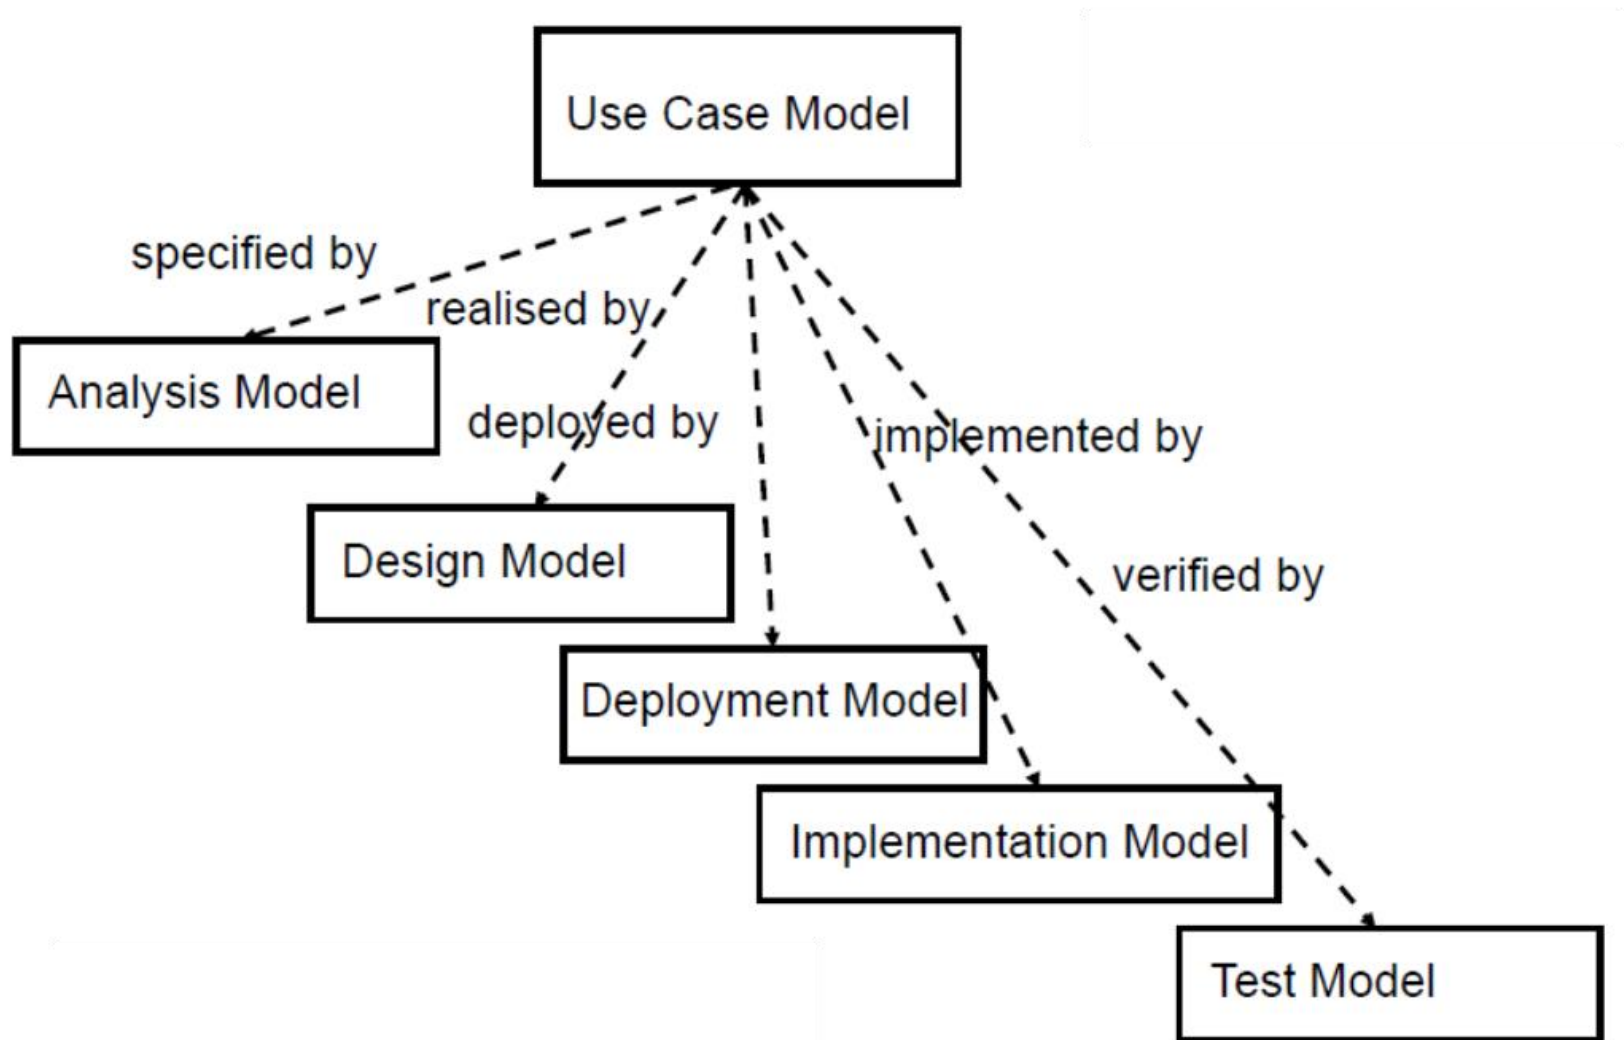 Use Case Model
specified by
realised by
Analysis Model
deployed by
implemented by
Design Model
verified by
Deployment Model
Implementation Model
Test Model